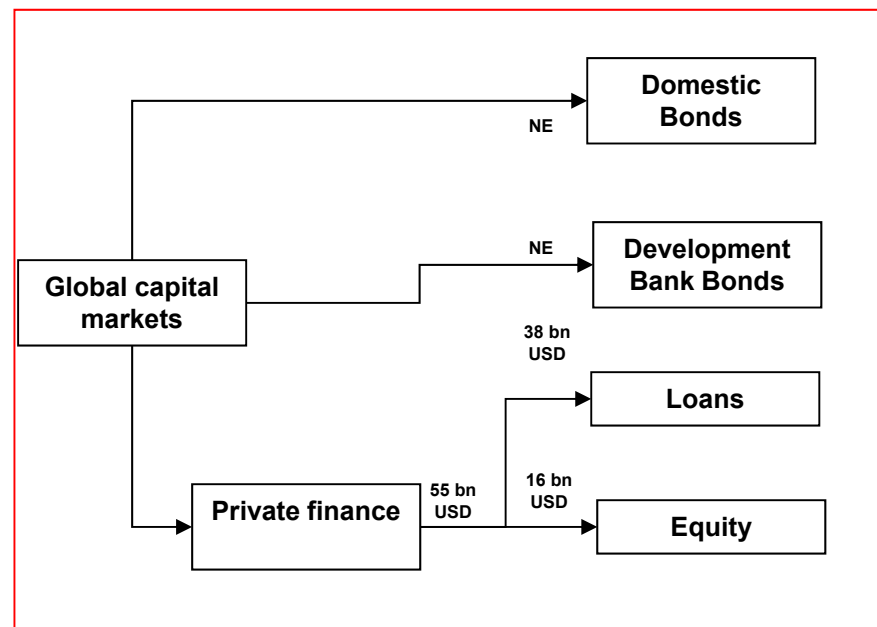 Domestic
Bonds
NE
Development
Bank Bonds
NE
Global capital
markets
38 bn
USD
Loans
Private finance
55 bn
USD
16 bn
USD
Equity